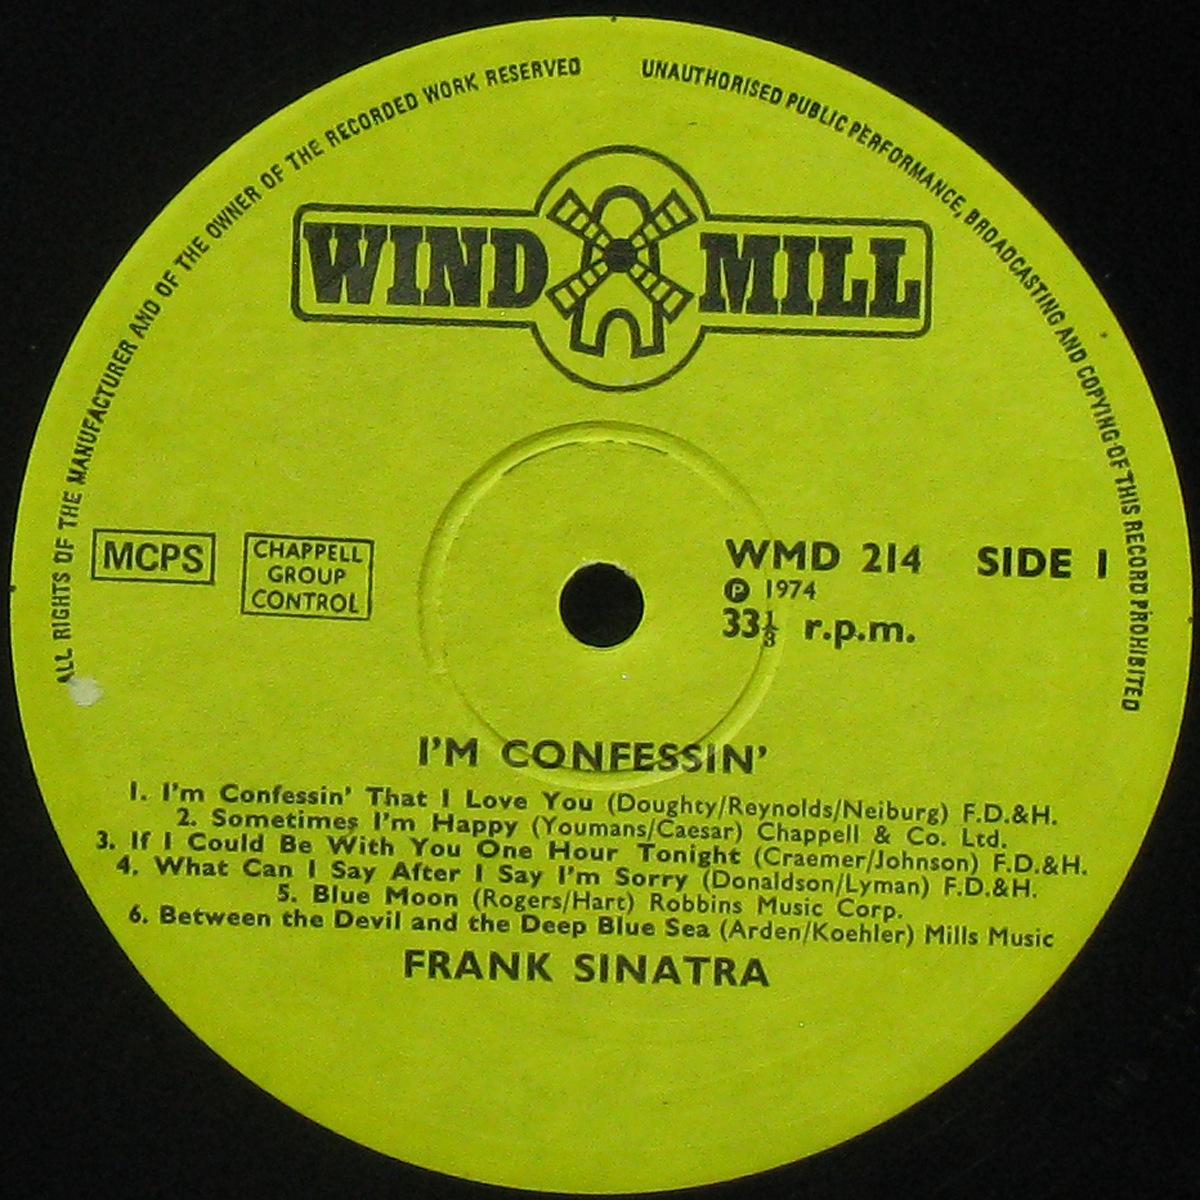 ALL RIGHTS OF THE MANUFACTURER AND OF THE OWNER OF THE RECORDED WORK RESERVED
UNAUTHORISED PUBLIC PERFORMANCE, BROADCASTING AND COPYING OF THIS RECORD PROHIBITED
WIND MILL
MCPS
CHAPPELL
GROUP
CONTROL
WMD 214 SIDE 1
℗ 1974
33⅓ r.p.m.
I'M CONFESSIN'
1. I'm Confessin' That I Love You (Doughty/Reynolds/Neiburg) F.D.&H.
2. Sometimes I'm Happy (Youmans/Caesar) Chappell & Co. Ltd.
3. If I Could Be With You One Hour Tonight (Craemer/Johnson) F.D.&H.
4. What Can I Say After I Say I'm Sorry (Donaldson/Lyman) F.D.&H.
5. Blue Moon (Rogers/Hart) Robbins Music Corp.
6. Between the Devil and the Deep Blue Sea (Arden/Koehler) Mills Music
FRANK SINATRA